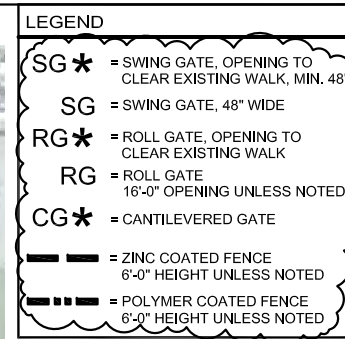 LEGEND
SG* = SWING GATE, OPENING TO
CLEAR EXISTING WALK, MIN. 48"
SG = SWING GATE, 48" WIDE
RG* = ROLL GATE, OPENING TO
CLEAR EXISTING WALK
RG = ROLL GATE
16'-0" OPENING UNLESS NOTED
CG* = CANTILEVERED GATE
= ZINC COATED FENCE
6'-0" HEIGHT UNLESS NOTED
= POLYMER COATED FENCE
6'-0" HEIGHT UNLESS NOTED